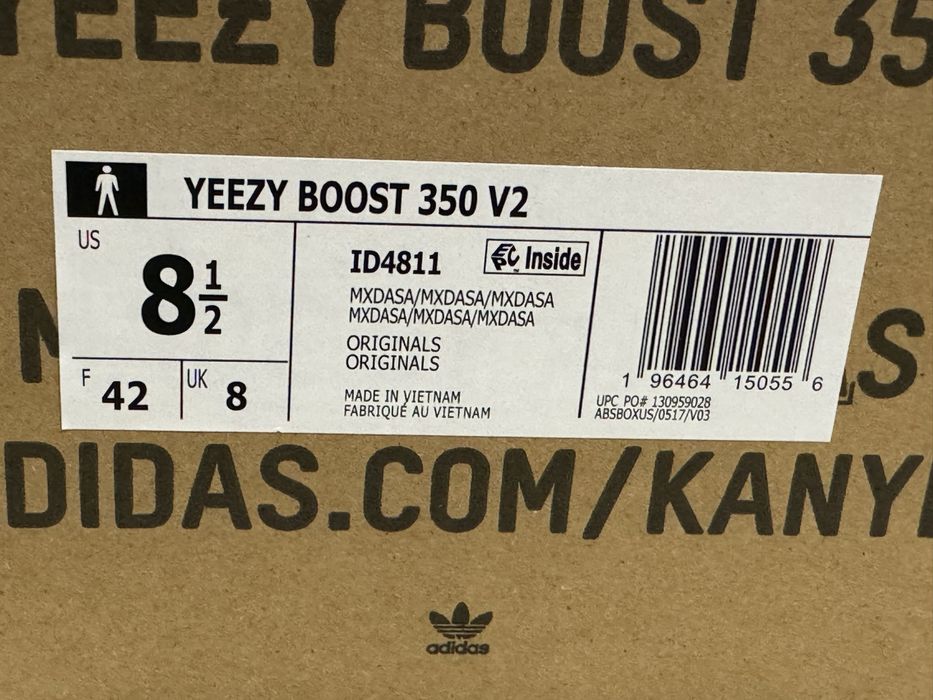 YEEZY BOOST 35
YEEZY BOOST 350 V2
US
8 1/2
F 42
UK 8
ID4811
EPC Inside
™
MXDASA/MXDASA/MXDASA
MXDASA/MXDASA/MXDASA
ORIGINALS
ORIGINALS
MADE IN VIETNAM
FABRIQUÉ AU VIETNAM
1 96464 15055 6
UPC PO# 130959028
ABSBOXUS/0517/V03
DIDAS.COM/KANY
adidas